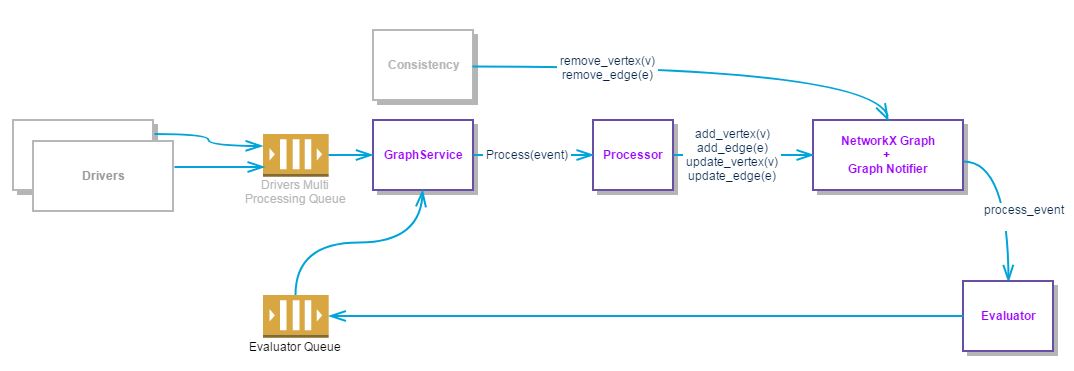 Consistency
remove_vertex(v)
remove_edge(e)
Drivers
Drivers Multi
Processing Queue
GraphService
Process(event)
Processor
add_vertex(v)
add_edge(e)
update_vertex(v)
update_edge(e)
NetworkX Graph
+
Graph Notifier
process_event
Evaluator
Evaluator Queue